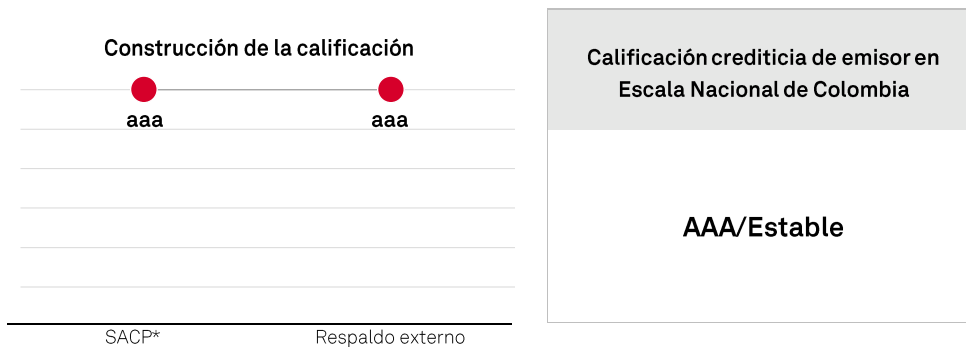 Construcción de la calificación
aaa
aaa
SACP*
Respaldo externo
Calificación crediticia de emisor en
Escala Nacional de Colombia
AAA/Estable